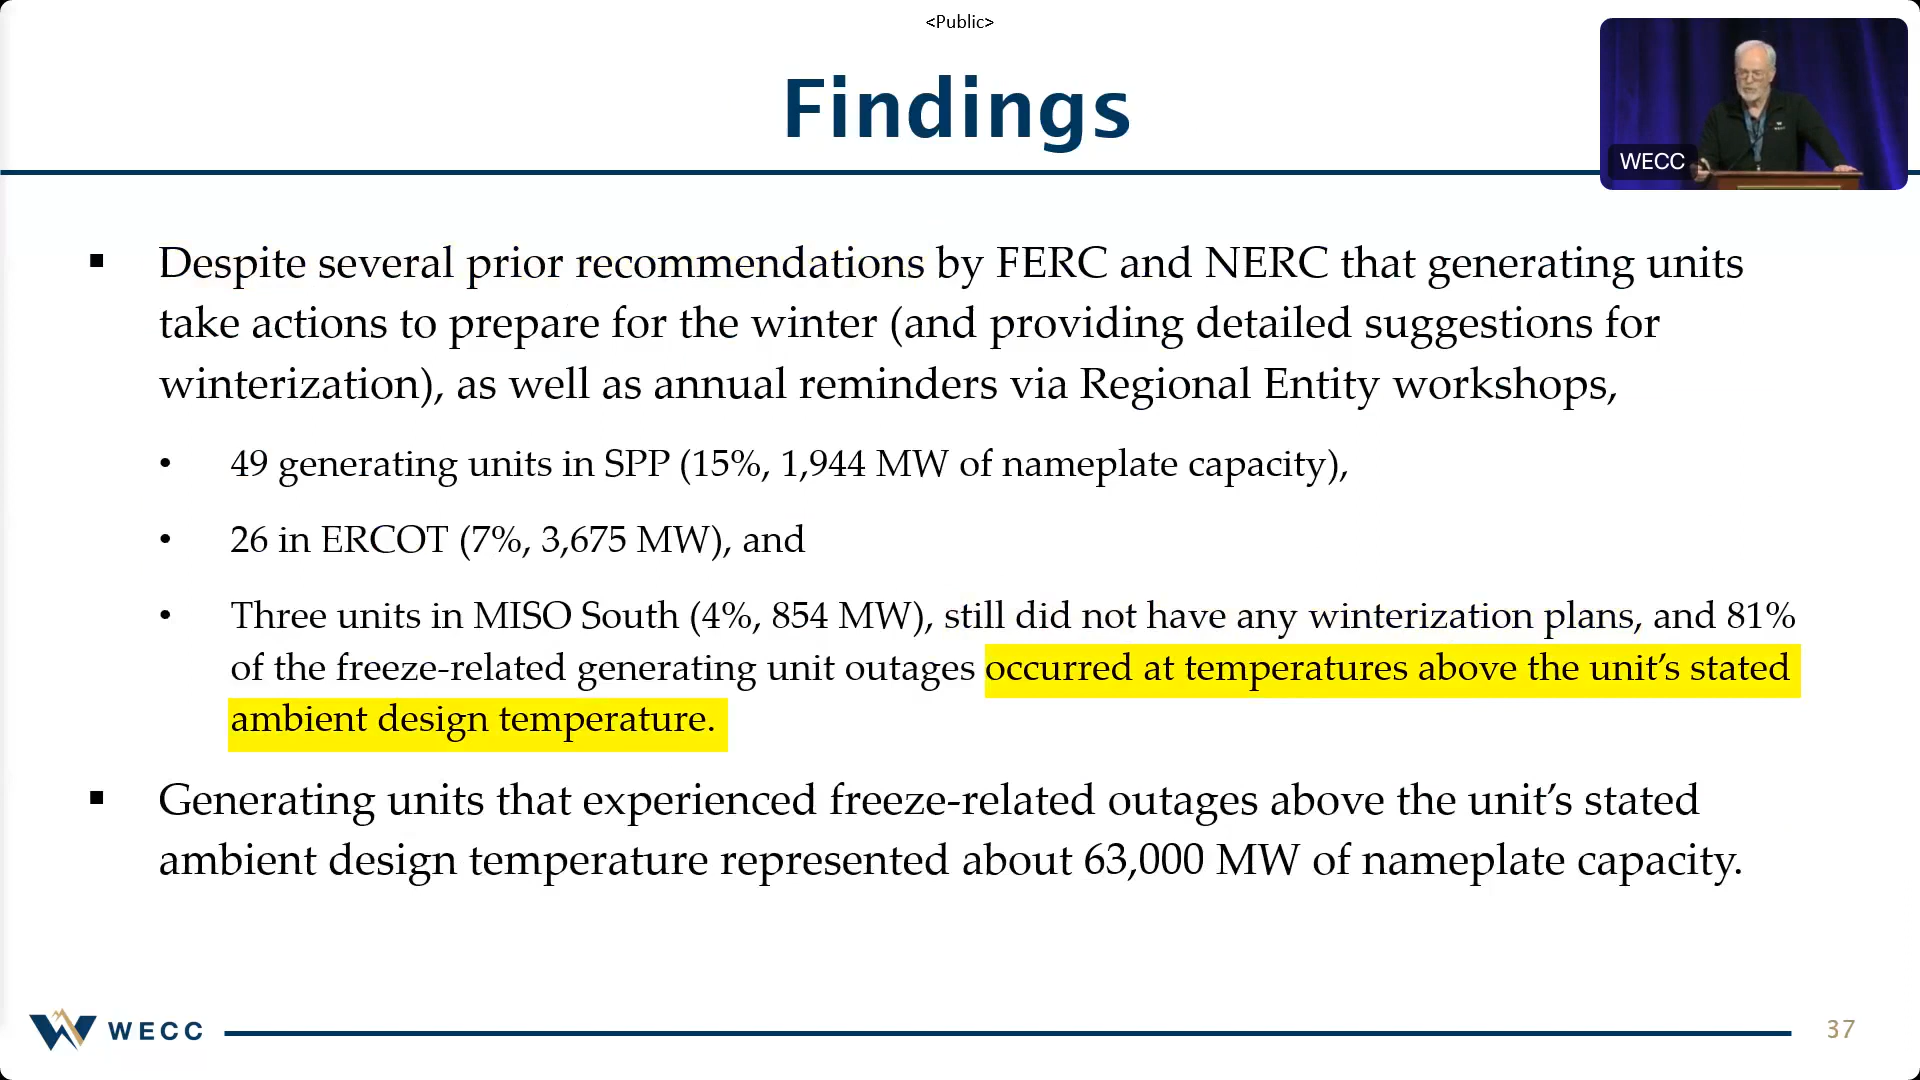 <Public>
Findings
WECC
▪ Despite several prior recommendations by FERC and NERC that generating units
take actions to prepare for the winter (and providing detailed suggestions for
winterization), as well as annual reminders via Regional Entity workshops,
• 49 generating units in SPP (15%, 1,944 MW of nameplate capacity),
• 26 in ERCOT (7%, 3,675 MW), and
• Three units in MISO South (4%, 854 MW), still did not have any winterization plans, and 81%
of the freeze-related generating unit outages occurred at temperatures above the unit’s stated
ambient design temperature.
▪ Generating units that experienced freeze-related outages above the unit’s stated
ambient design temperature represented about 63,000 MW of nameplate capacity.
WECC
37